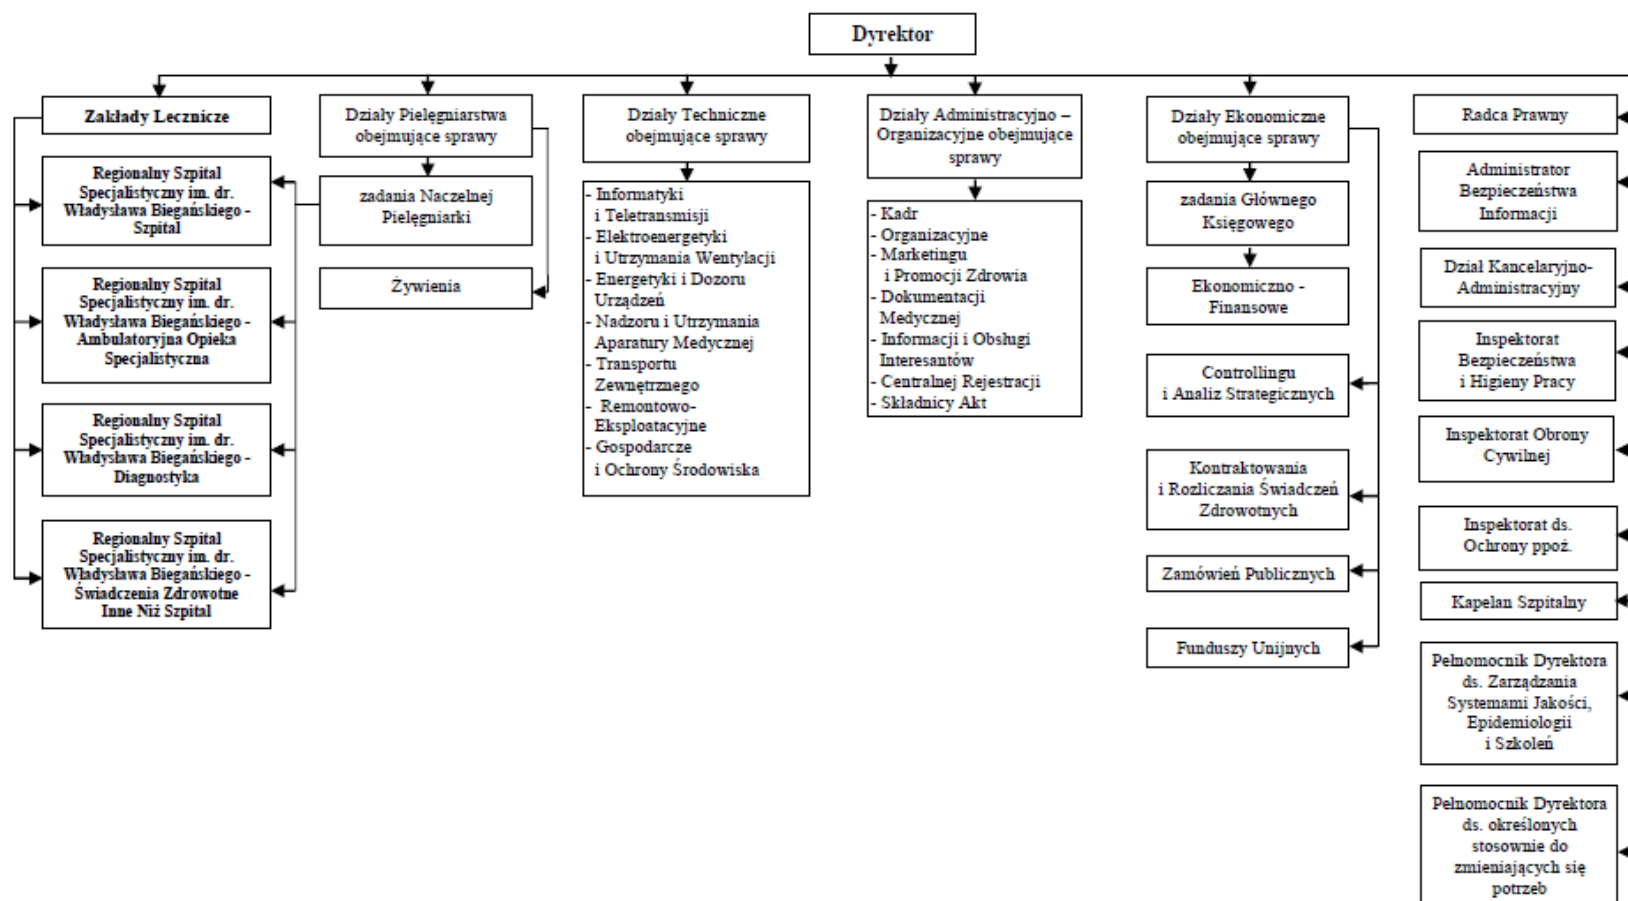 Dyrektor
Zakłady Lecznicze
Regionalny Szpital
Specjalistyczny im. dr.
Władysława Biegańskiego -
Szpital
Regionalny Szpital
Specjalistyczny im. dr.
Władysława Biegańskiego -
Ambulatoryjna Opieka
Specjalistyczna
Regionalny Szpital
Specjalistyczny im. dr.
Władysława Biegańskiego -
Diagnostyka
Regionalny Szpital
Specjalistyczny im. dr.
Władysława Biegańskiego -
Świadczenia Zdrowotne
Inne Niż Szpital
Działy Pielęgniarstwa
obejmujące sprawy
zadania Naczelnej
Pielęgniarki
Żywienia
Działy Techniczne
obejmujące sprawy
- Informatyki
i Teletransmisji
- Elektroenergetyki
i Utrzymania Wentylacji
- Energetyki i Dozoru
Urządzeń
- Nadzoru i Utrzymania
Aparatury Medycznej
- Transportu
Zewnętrznego
- Remontowo-
Eksploatacyjne
- Gospodarcze
i Ochrony Środowiska
Działy Administracyjno –
Organizacyjne obejmujące
sprawy
- Kadr
- Organizacyjne
- Marketingu
i Promocji Zdrowia
- Dokumentacji
Medycznej
- Informacji i Obsługi
Interesantów
- Centralnej Rejestracji
- Składnicy Akt
Działy Ekonomiczne
obejmujące sprawy
zadania Głównego
Księgowego
Ekonomiczno -
Finansowe
Controllingu
i Analiz Strategicznych
Kontraktowania
i Rozliczania Świadczeń
Zdrowotnych
Zamówień Publicznych
Funduszy Unijnych
Radca Prawny
Administrator
Bezpieczeństwa
Informacji
Dział Kancelaryjno-
Administracyjny
Inspektorat
Bezpieczeństwa
i Higieny Pracy
Inspektorat Obrony
Cywilnej
Inspektorat ds.
Ochrony ppoż.
Kapelan Szpitalny
Pełnomocnik Dyrektora
ds. Zarządzania
Systemami Jakości,
Epidemiologii
i Szkoleń
Pełnomocnik Dyrektora
ds. określonych
stosownie do
zmieniających się
potrzeb